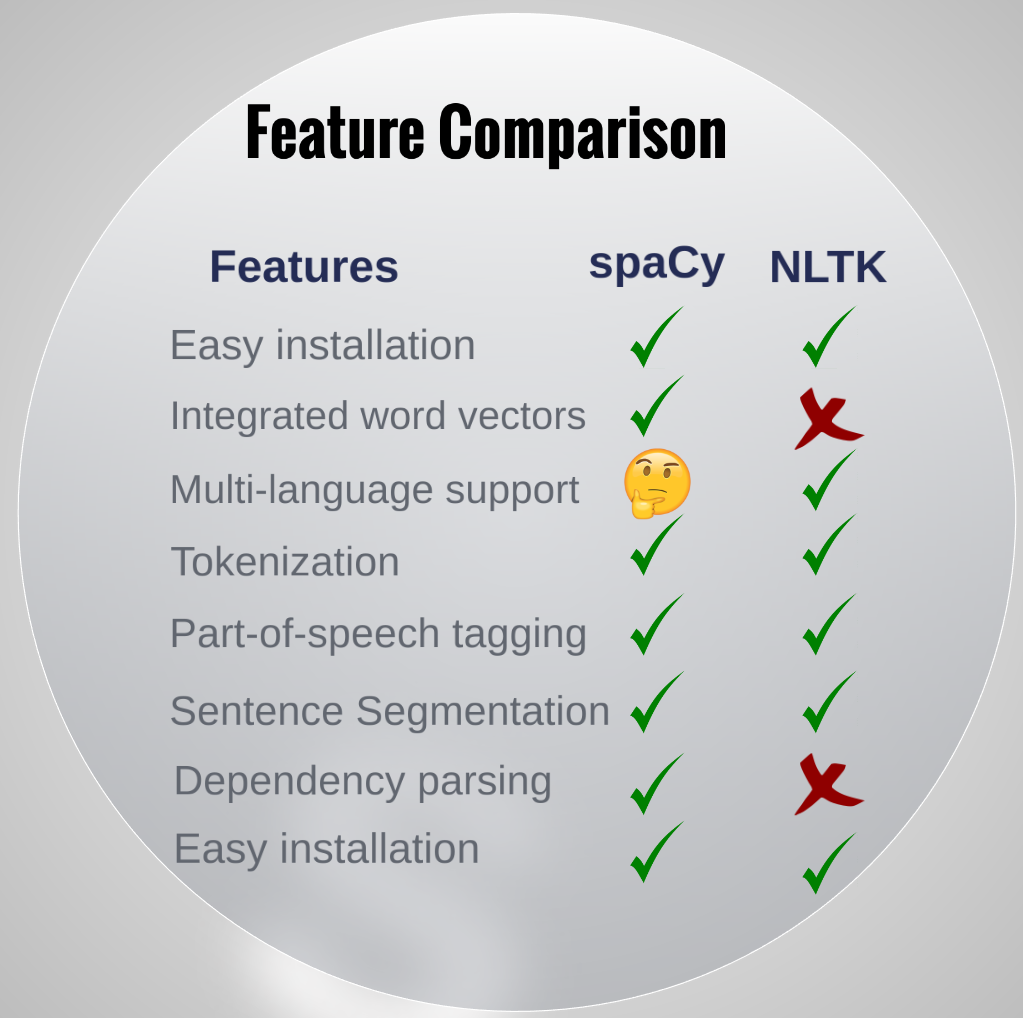 Feature Comparison
Features spaCy NLTK
Easy installation
Integrated word vectors
Multi-language support
Tokenization
Part-of-speech tagging
Sentence Segmentation
Dependency parsing
Easy installation